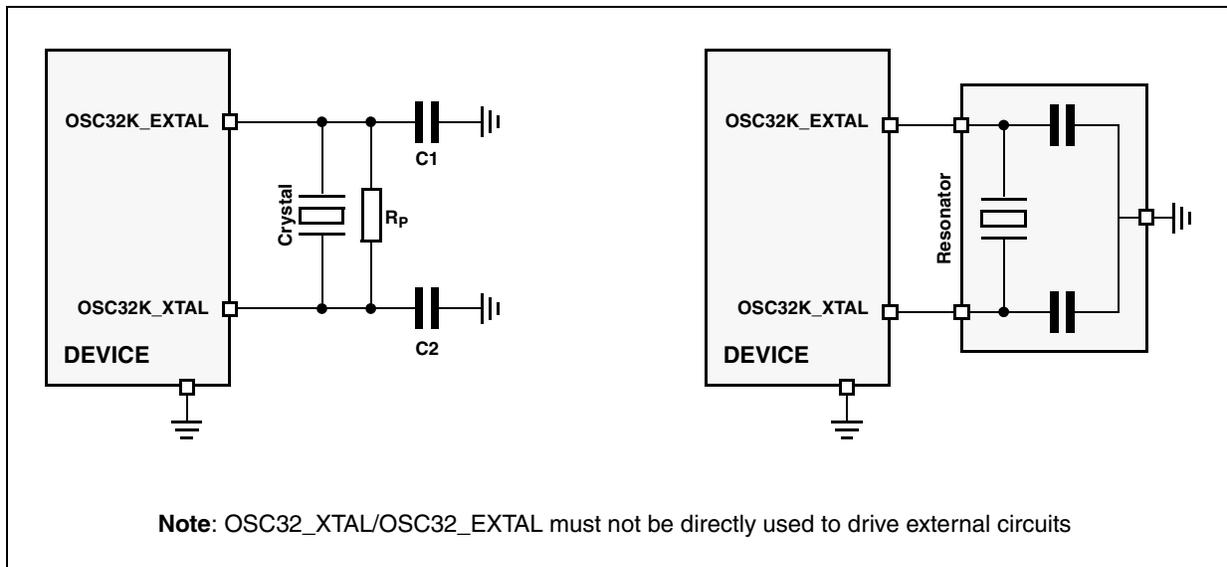 OSC32K_EXTAL
C1
Crystal
RP
OSC32K_XTAL
C2
DEVICE
OSC32K_EXTAL
Resonator
OSC32K_XTAL
DEVICE
Note: OSC32_XTAL/OSC32_EXTAL must not be directly used to drive external circuits